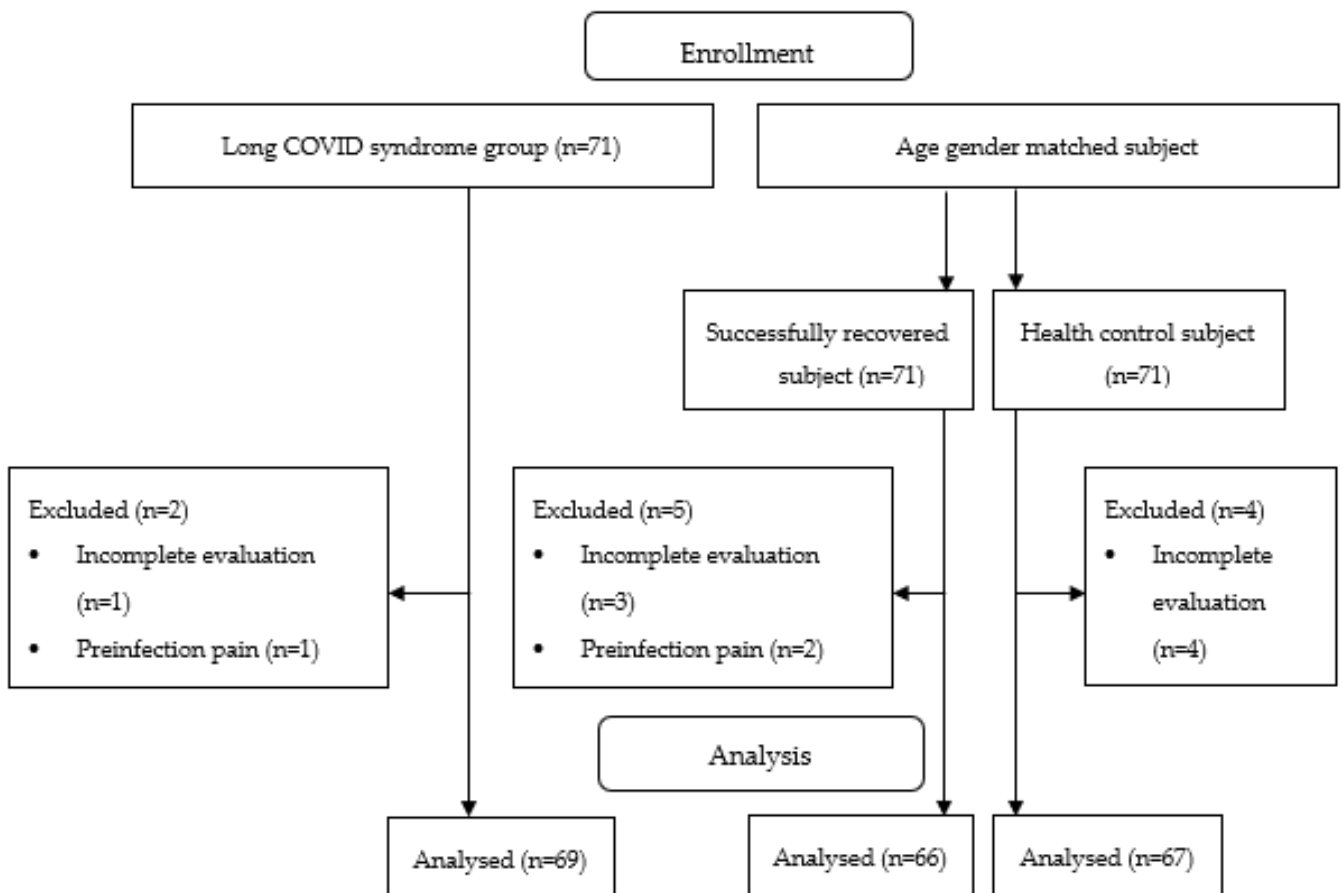 Enrollment
Long COVID syndrome group (n=71)
Age gender matched subject
Successfully recovered
subject (n=71)
Health control subject
(n=71)
Excluded (n=2)
• Incomplete evaluation
(n=1)
• Preinfection pain (n=1)
Excluded (n=5)
• Incomplete evaluation
(n=3)
• Preinfection pain (n=2)
Excluded (n=4)
• Incomplete
evaluation
(n=4)
Analysis
Analysed (n=69)
Analysed (n=66)
Analysed (n=67)